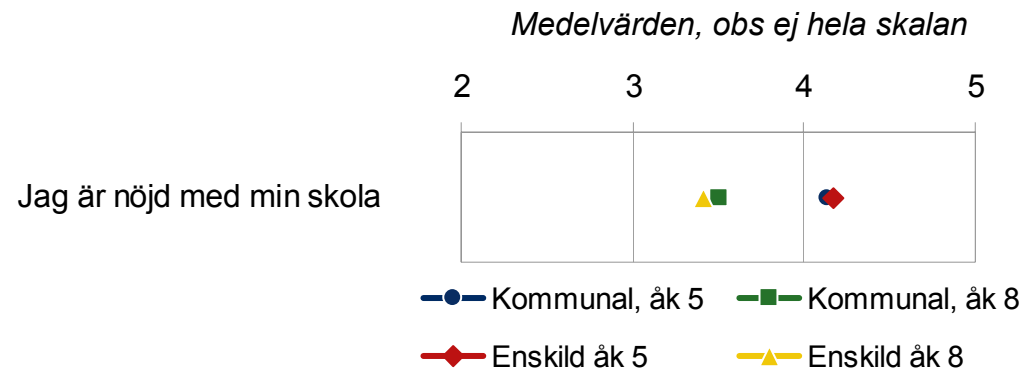 Medelvärden, obs ej hela skalan
2 3 4 5
Jag är nöjd med min skola
Kommunal, åk 5 Kommunal, åk 8
Enskild åk 5 Enskild åk 8